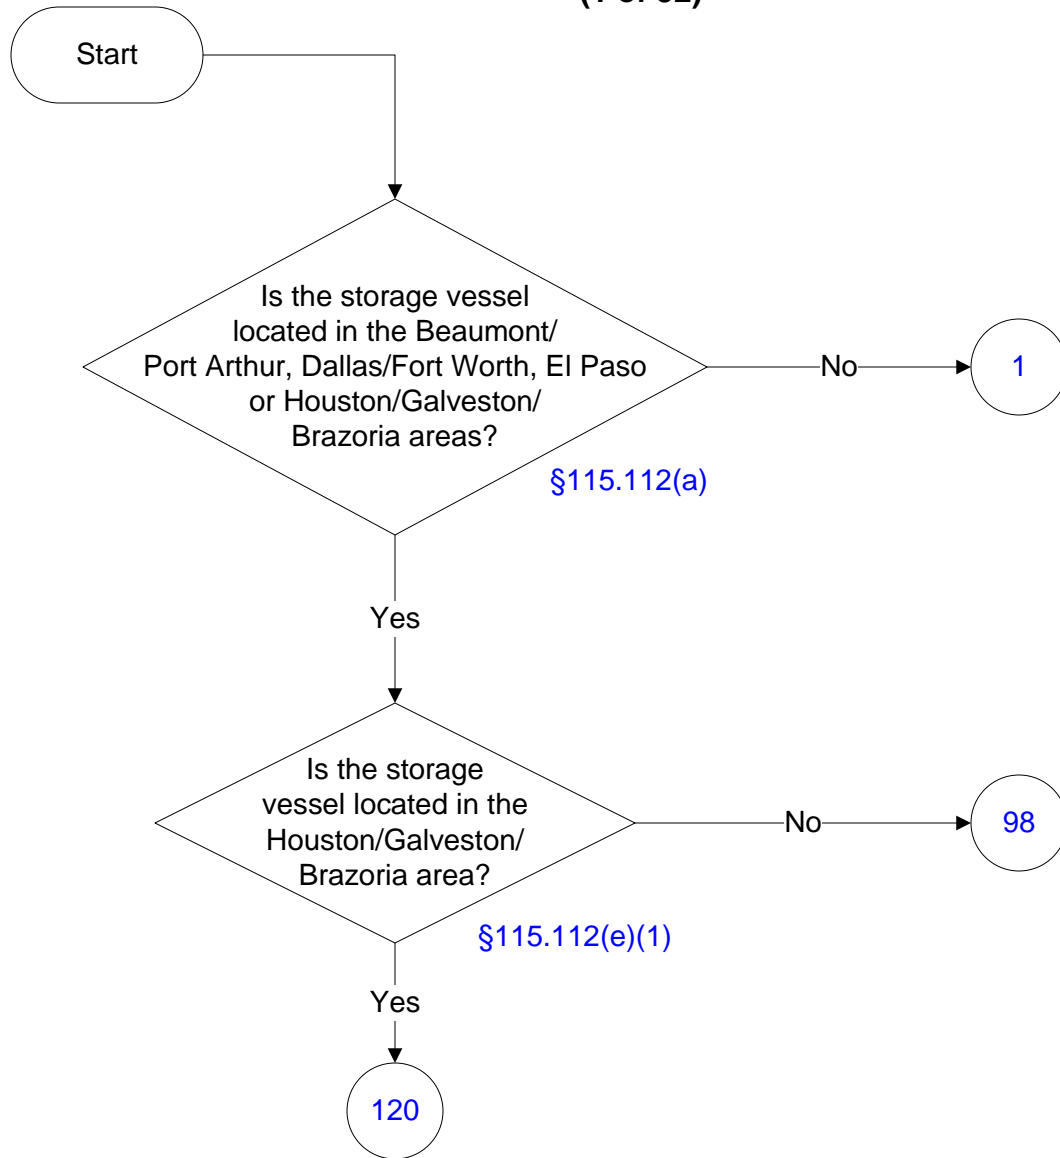 Start
Is the storage vessel
located in the Beaumont/
Port Arthur, Dallas/Fort Worth, El Paso
or Houston/Galveston/
Brazoria areas?
No
1
§115.112(a)
Yes
Is the storage
vessel located in the
Houston/Galveston/
Brazoria area?
No
98
§115.112(e)(1)
Yes
120